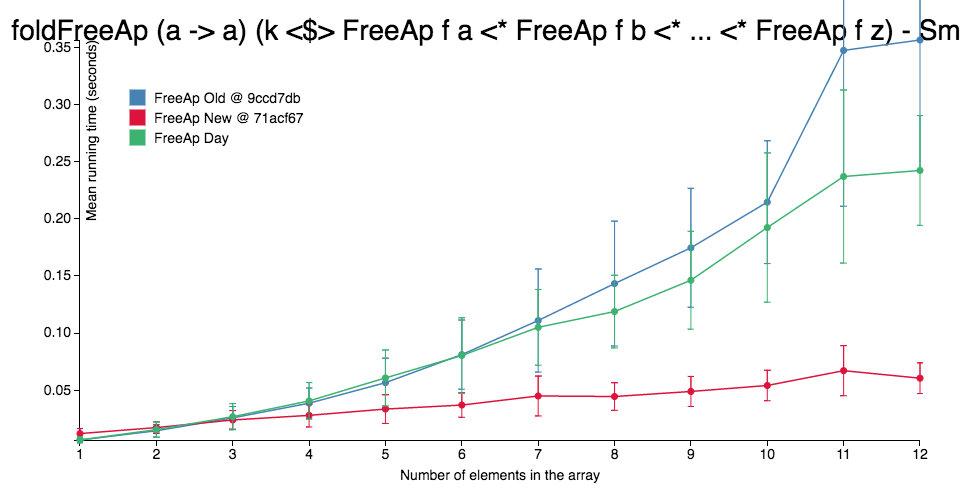 foldFreeAp (a -> a) (k <$> FreeAp f a <* FreeAp f b <* ... <* FreeAp f z) - Sm
Mean running time (seconds)
0.35
0.30
0.25
0.20
0.15
0.10
0.05
FreeAp Old @ 9ccd7db
FreeAp New @ 71acf67
FreeAp Day
1 2 3 4 5 6 7 8 9 10 11 12
Number of elements in the array